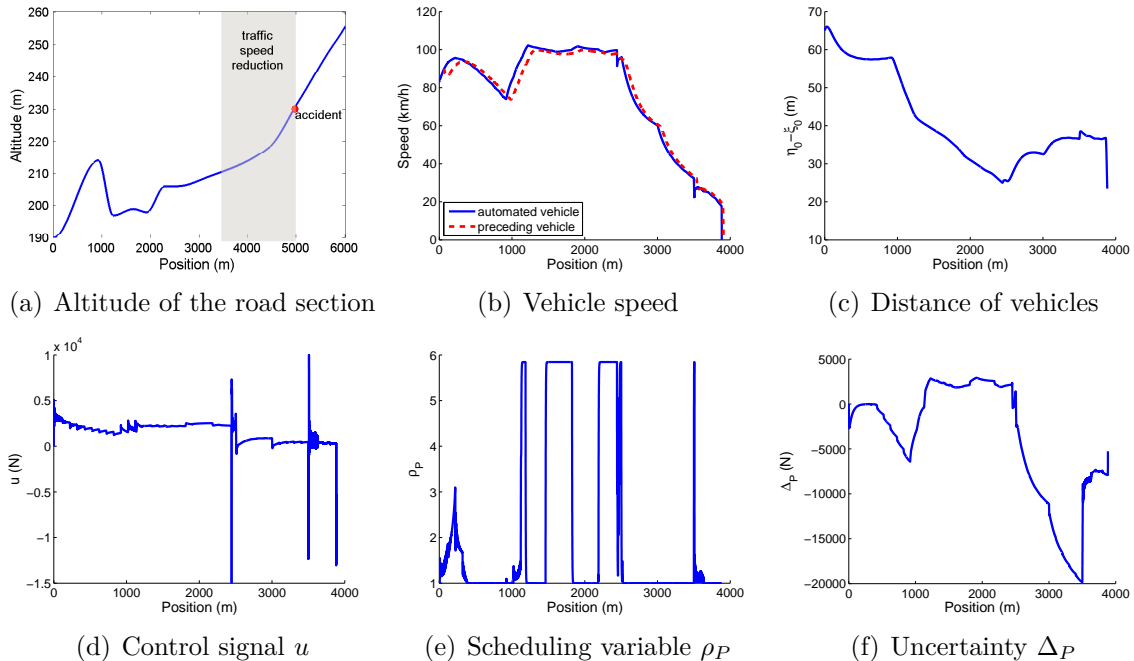 260
250
240
230
220
210
200
190
0 1000 2000 3000 4000 5000 6000
Altitude (m)
Position (m)
traffic
speed
reduction
accident
(a) Altitude of the road section
120
100
80
60
40
20
0
0 1000 2000 3000 4000
Speed (km/h)
Position (m)
automated vehicle
preceding vehicle
(b) Vehicle speed
70
60
50
40
30
20
10
0 1000 2000 3000 4000
η₀−ξ₀ (m)
Position (m)
(c) Distance of vehicles
x 10⁴
1
0.5
0
−0.5
−1
−1.5
0 1000 2000 3000 4000
u (N)
Position (m)
(d) Control signal u
6
5
4
3
2
1
0 1000 2000 3000 4000
ρP
Position (m)
(e) Scheduling variable ρP
5000
0
−5000
−10000
−15000
−20000
0 1000 2000 3000 4000
ΔP (N)
Position (m)
(f) Uncertainty ΔP